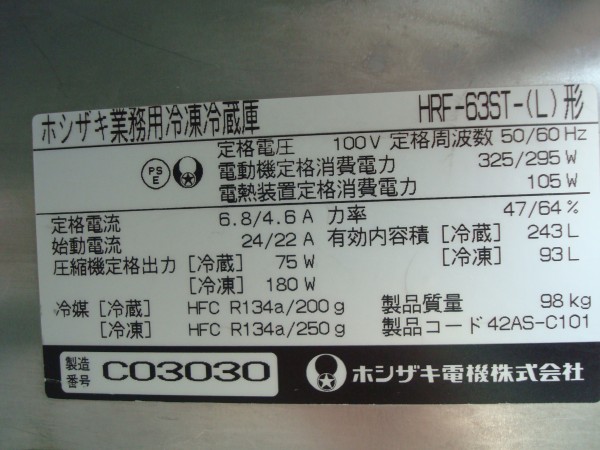 ホシザキ業務用冷凍冷蔵庫 HRF-63ST-(L)形
定格電圧 100V 定格周波数 50/60 Hz
電動機定格消費電力 325/295 W
電熱装置定格消費電力 105 W
PS
E
定格電流 6.8/4.6 A 力率 47/64 %
始動電流 24/22 A 有効内容積 [冷蔵] 243 L
圧縮機定格出力 [冷蔵] 75 W [冷凍] 93 L
[冷凍] 180 W
冷媒 [冷蔵] HFC R134a/200 g 製品質量 98 kg
[冷凍] HFC R134a/250 g 製品コード 42AS-C101
製造
番号
C03030
ホシザキ電機株式会社